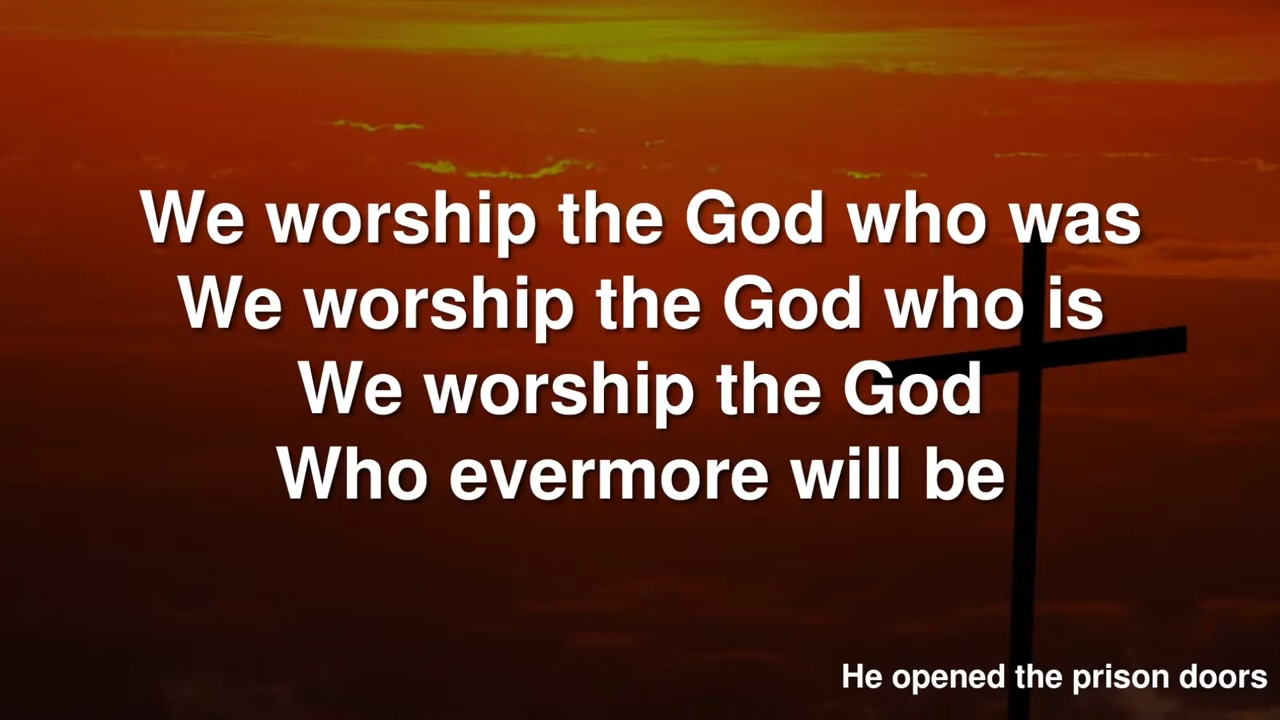 We worship the God who was
We worship the God who is
We worship the God
Who evermore will be
He opened the prison doors